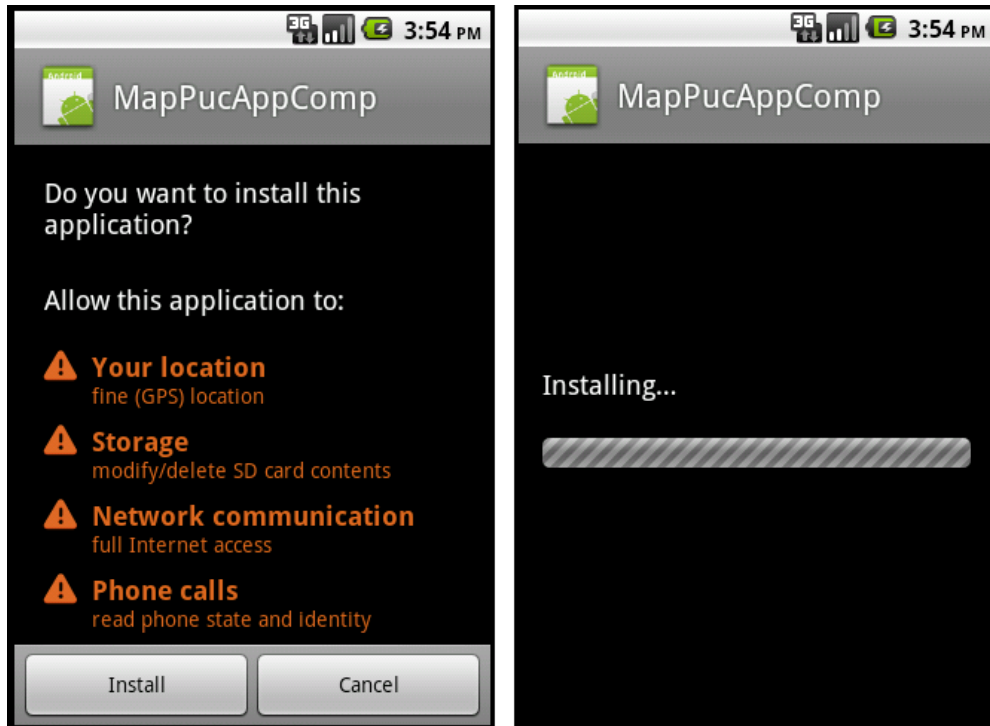 3G 3:54 PM
Android
MapPucAppComp
Do you want to install this
application?
Allow this application to:
Your location
fine (GPS) location
Storage
modify/delete SD card contents
Network communication
full Internet access
Phone calls
read phone state and identity
Install
Cancel
3G 3:54 PM
Android
MapPucAppComp
Installing...